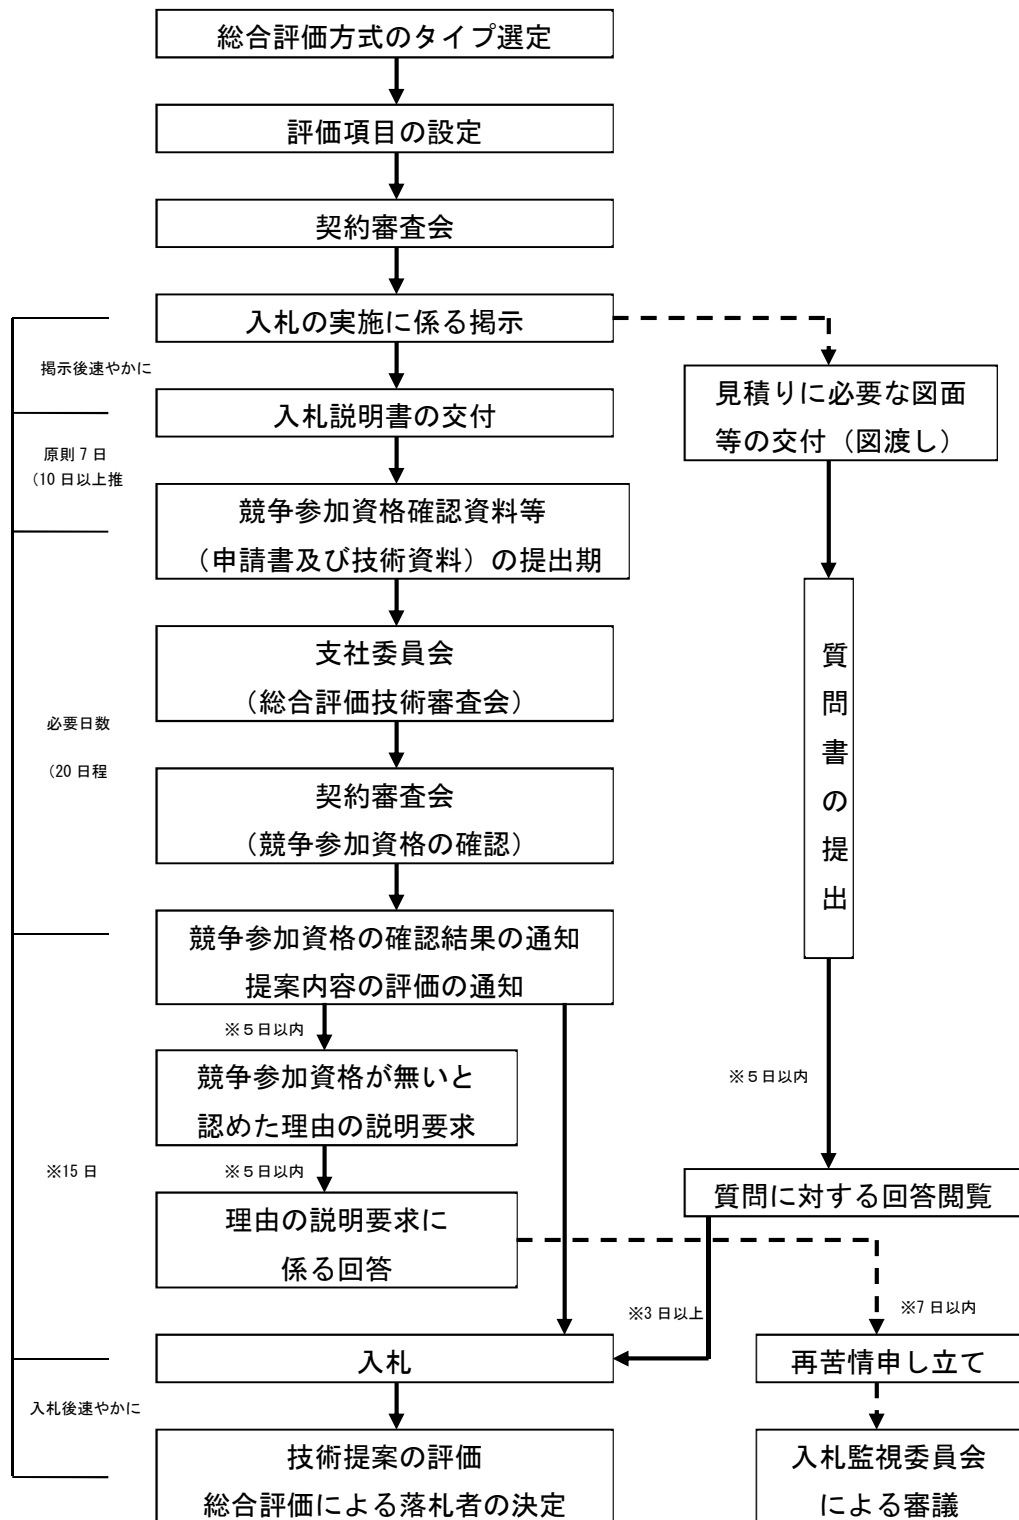 総合評価方式のタイプ選定
評価項目の設定
契約審査会
入札の実施に係る掲示
掲示後速やかに
見積りに必要な図面
等の交付（図渡し）
入札説明書の交付
原則７日
（10 日以上推
競争参加資格確認資料等
（申請書及び技術資料）の提出期
支社委員会
（総合評価技術審査会）
質問書の提出
必要日数
（20 日程
契約審査会
（競争参加資格の確認）
競争参加資格の確認結果の通知
提案内容の評価の通知
※５日以内
競争参加資格が無いと
認めた理由の説明要求
※５日以内
※15 日
※５日以内
質問に対する回答閲覧
理由の説明要求に
係る回答
※3 日以上
※7 日以内
入札
再苦情申し立て
入札後速やかに
技術提案の評価
総合評価による落札者の決定
入札監視委員会
による審議